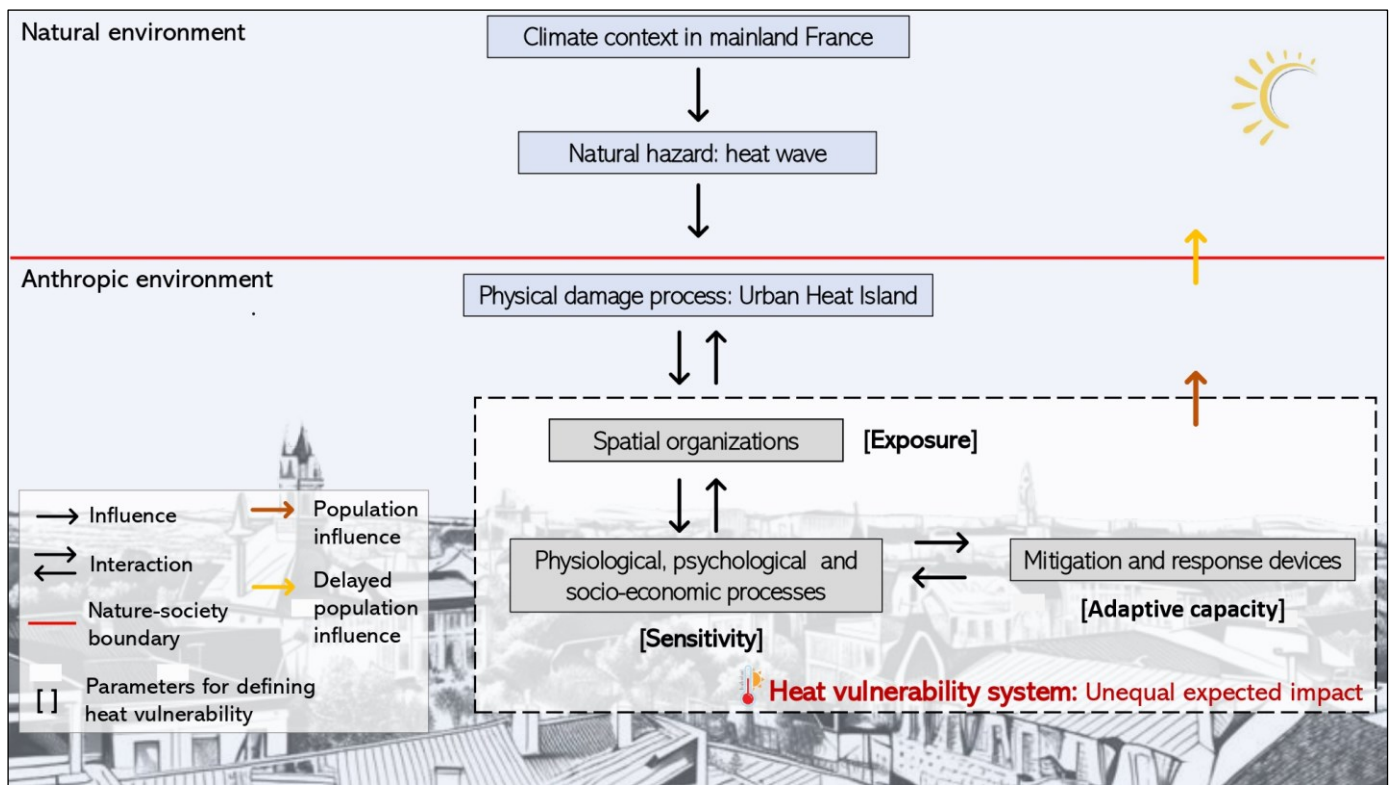 Natural environment
Climate context in mainland France
Natural hazard: heat wave
Anthropic environment
Physical damage process: Urban Heat Island
Spatial organizations
[Exposure]
Physiological, psychological and
socio-economic processes
[Sensitivity]
Mitigation and response devices
[Adaptive capacity]
Heat vulnerability system: Unequal expected impact
Influence
Interaction
Nature-society
boundary
[ ] Parameters for defining
heat vulnerability
Population
influence
Delayed
population
influence